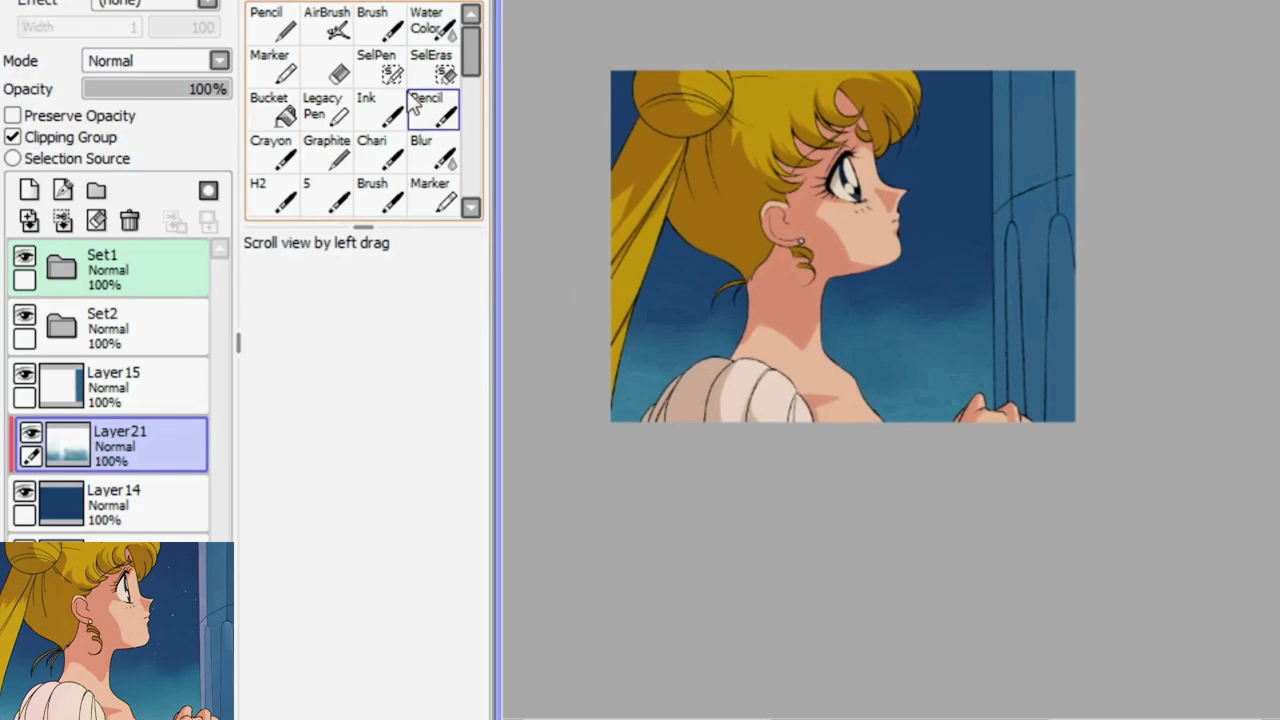 Effect
(none)
Width
1
100
Mode
Normal
Opacity
100%
Preserve Opacity
Clipping Group
Selection Source
Set1
Normal
100%
Set2
Normal
100%
Layer15
Normal
100%
Layer21
Normal
100%
Layer14
Normal
100%
Pencil
AirBrush
Brush
Water
Color
Marker
SelPen
SelEras
Bucket
Legacy
Pen
Ink
Pencil
Crayon
Graphite
Chari
Blur
H2
5
Brush
Marker
Scroll view by left drag